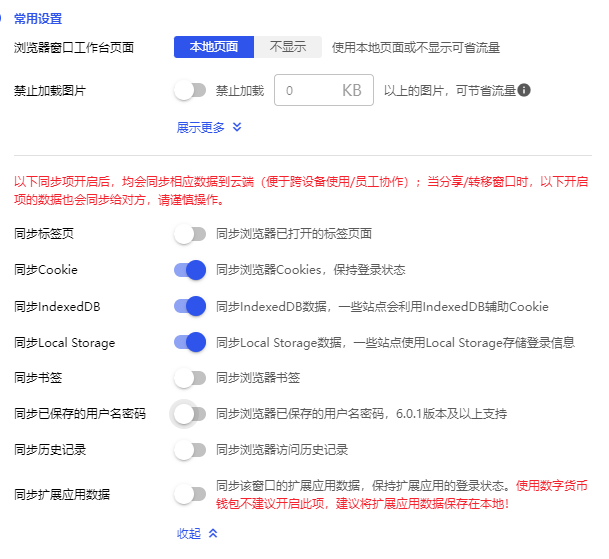 常用设置
浏览器窗口工作台页面 本地页面 不显示 使用本地页面或不显示可省流量
禁止加载图片 禁止加载 0 KB 以上的图片，可节省流量
展示更多
以下同步项开启后，均会同步相应数据到云端（便于跨设备使用/员工协作）；当分享/转移窗口时，以下开启
项的数据也会同步给对方，请谨慎操作。
同步标签页 同步浏览器已打开的标签页面
同步Cookie 同步浏览器Cookies，保持登录状态
同步IndexedDB 同步IndexedDB数据，一些站点会利用IndexedDB辅助Cookie
同步Local Storage 同步Local Storage数据，一些站点使用Local Storage存储登录信息
同步书签 同步浏览器书签
同步已保存的用户名密码 同步浏览器已保存的用户名密码，6.0.1版本及以上支持
同步历史记录 同步浏览器访问历史记录
同步扩展应用数据 同步该窗口的扩展应用数据，保持扩展应用的登录状态。使用数字货币
钱包不建议开启此项，建议将扩展应用数据保存在本地！
收起